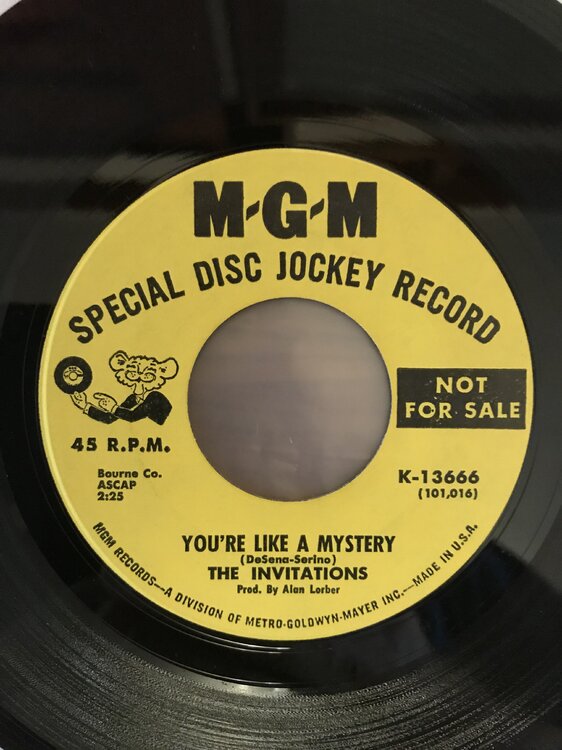 M-G-M
SPECIAL DISC JOCKEY RECORD
NOT
FOR SALE
45 R.P.M.
Bourne Co.
ASCAP
2:25
K-13666
(101,016)
YOU'RE LIKE A MYSTERY
(DeSena-Serino)
THE INVITATIONS
Prod. By Alan Lorber
MGM RECORDS—A DIVISION OF METRO-GOLDWYN-MAYER INC.—MADE IN U.S.A.